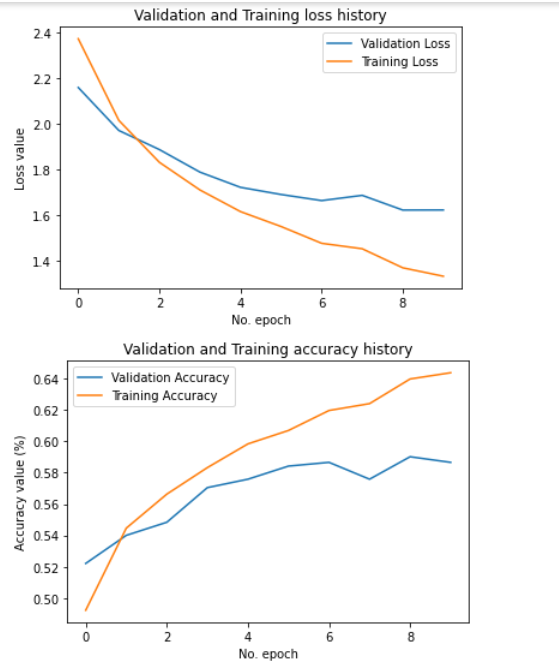 Validation and Training loss history
2.4
2.2
2.0
1.8
1.6
1.4
Loss value
Validation Loss
Training Loss
0 2 4 6 8
No. epoch
Validation and Training accuracy history
0.64
0.62
0.60
0.58
0.56
0.54
0.52
0.50
Accuracy value (%)
Validation Accuracy
Training Accuracy
0 2 4 6 8
No. epoch